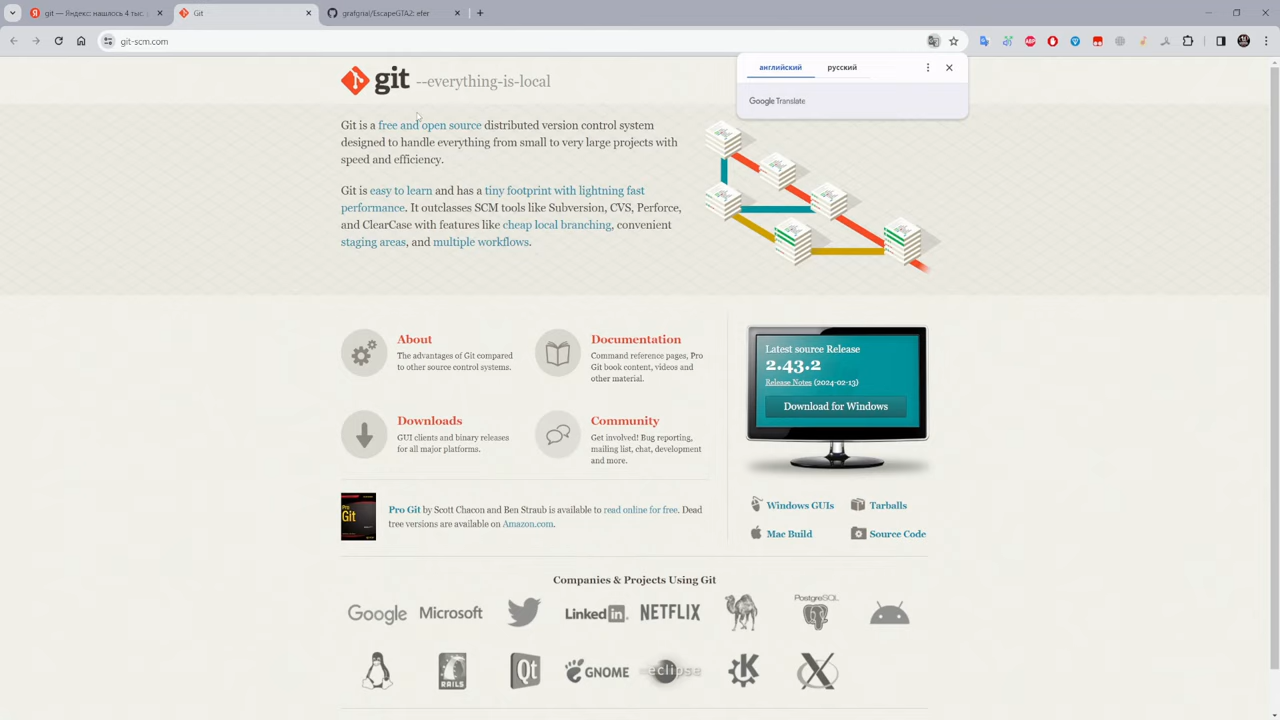 git — Яндекс: нашлось 4 тыс.
Git
grafgrial/EscapeGTA2: efer
git-scm.com
английский
русский
Google Translate
git --everything-is-local
Git is a free and open source distributed version control system
designed to handle everything from small to very large projects with
speed and efficiency.
Git is easy to learn and has a tiny footprint with lightning fast
performance. It outclasses SCM tools like Subversion, CVS, Perforce,
and ClearCase with features like cheap local branching, convenient
staging areas, and multiple workflows.
About
The advantages of Git compared
to other source control systems.
Documentation
Command reference pages, Pro
Git book content, videos and
other material.
Downloads
GUI clients and binary releases
for all major platforms.
Community
Get involved! Bug reporting,
mailing list, chat, development
and more.
Latest source Release
2.43.2
Release Notes (2024-02-13)
Download for Windows
Pro Git
Pro Git by Scott Chacon and Ben Straub is available to read online for free. Dead
tree versions are available on Amazon.com.
Windows GUIs
Tarballs
Mac Build
Source Code
Companies & Projects Using Git
Google
Microsoft
LinkedIn
NETFLIX
PostgreSQL
RAILS
Qt
GNOME
eclipse